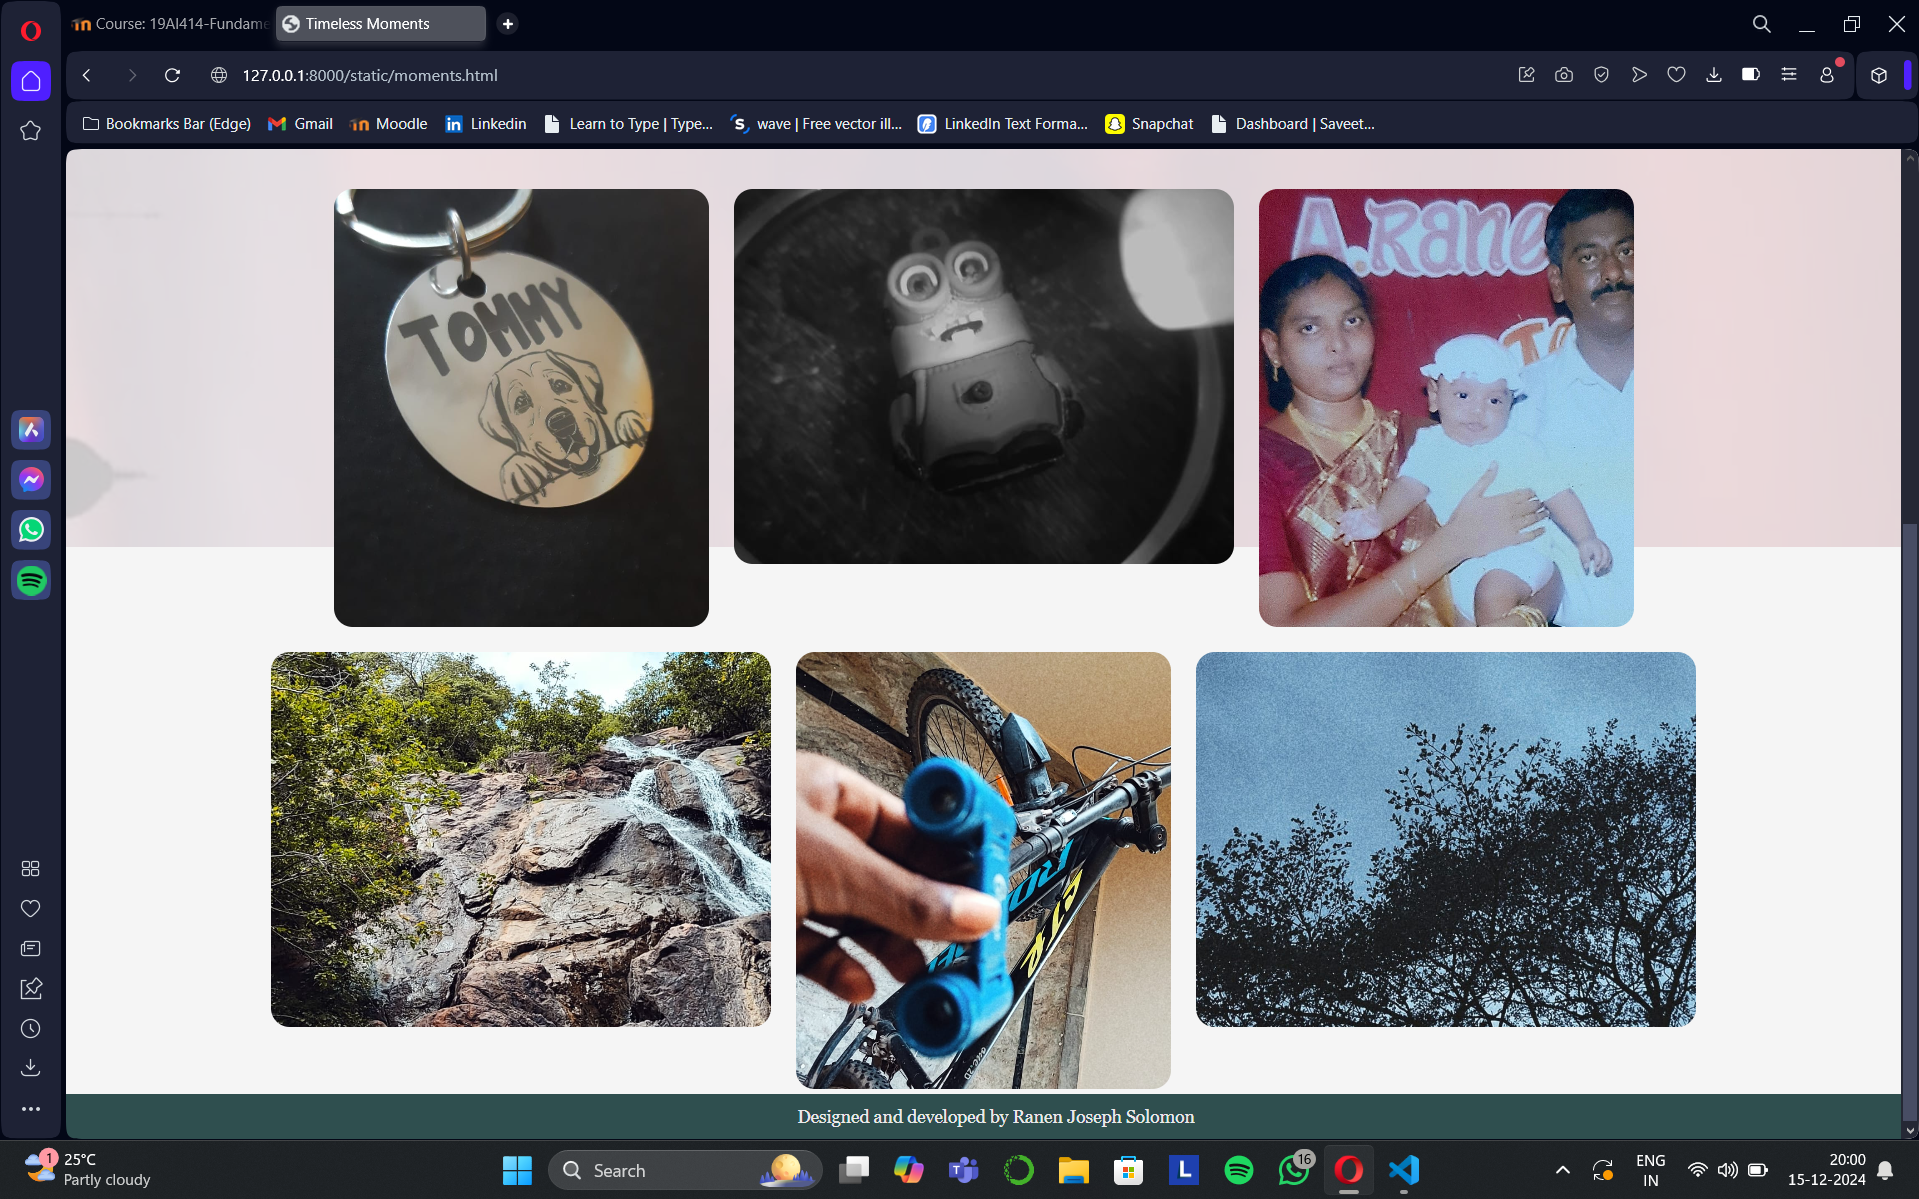 Course: 19AI414-Fundame
Timeless Moments
127.0.0.1:8000/static/moments.html
Bookmarks Bar (Edge)
Gmail
Moodle
Linkedin
Learn to Type | Type...
wave | Free vector ill...
LinkedIn Text Forma...
Snapchat
Dashboard | Saveet...
TOMMY
A.Rane
Designed and developed by Ranen Joseph Solomon
1
25°C
Partly cloudy
Search
L
16
ENG
IN
20:00
15-12-2024